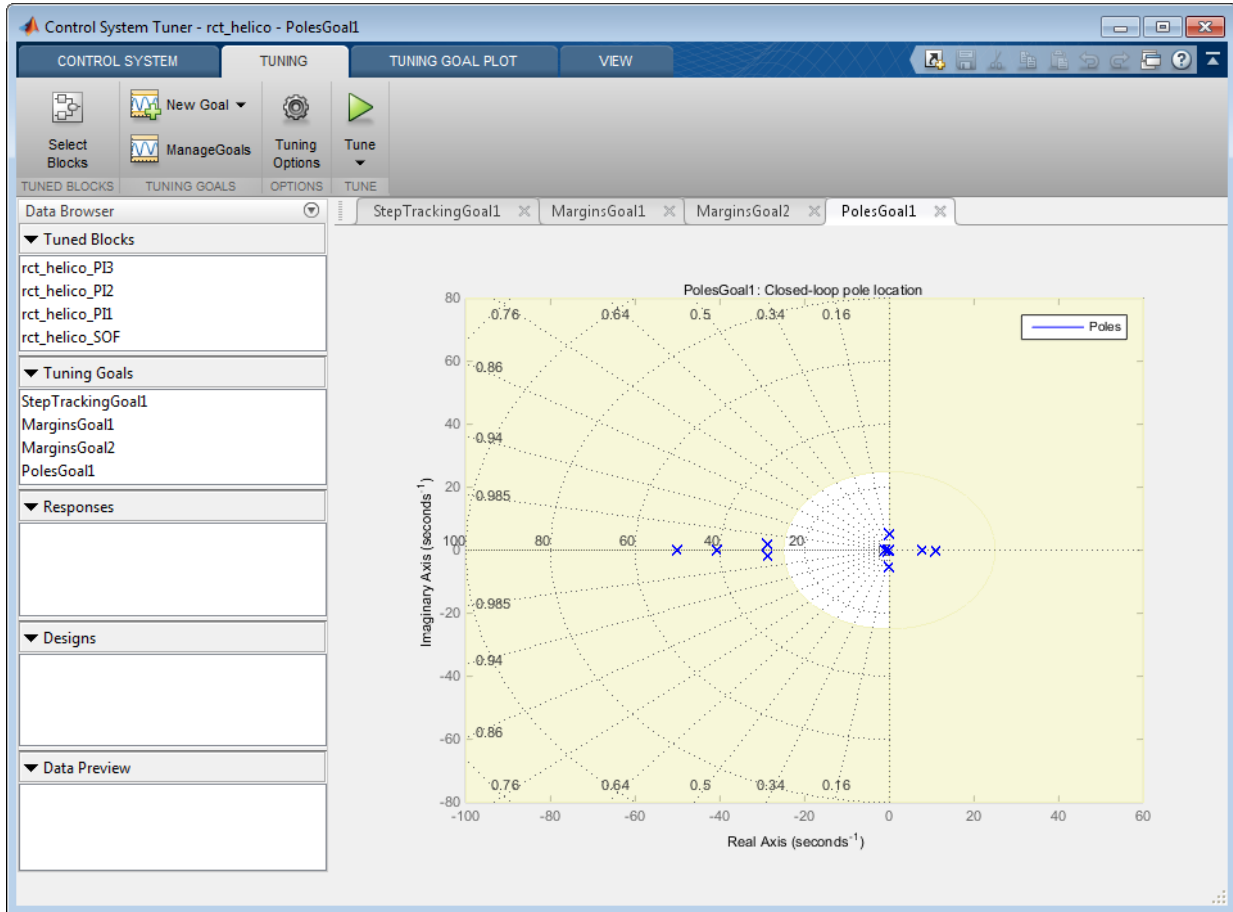 Control System Tuner - rct_helico - PolesGoal1
CONTROL SYSTEM TUNING TUNING GOAL PLOT VIEW
New Goal
ManageGoals
Select Blocks
Tuning Options
Tune
TUNED BLOCKS TUNING GOALS OPTIONS TUNE
Data Browser
Tuned Blocks
rct_helico_PI3
rct_helico_PI2
rct_helico_PI1
rct_helico_SOF
Tuning Goals
StepTrackingGoal1
MarginsGoal1
MarginsGoal2
PolesGoal1
Responses
Designs
Data Preview
StepTrackingGoal1 MarginsGoal1 MarginsGoal2 PolesGoal1
PolesGoal1: Closed-loop pole location
Poles
80
60
40
20
0
-20
-40
-60
-80
Imaginary Axis (seconds⁻¹)
0.76 0.64 0.5 0.34 0.16
0.86
0.94
0.985
100 80 60 40 20
0.985
0.94
0.86
0.76 0.64 0.5 0.34 0.16
-100 -80 -60 -40 -20 0 20 40 60
Real Axis (seconds⁻¹)